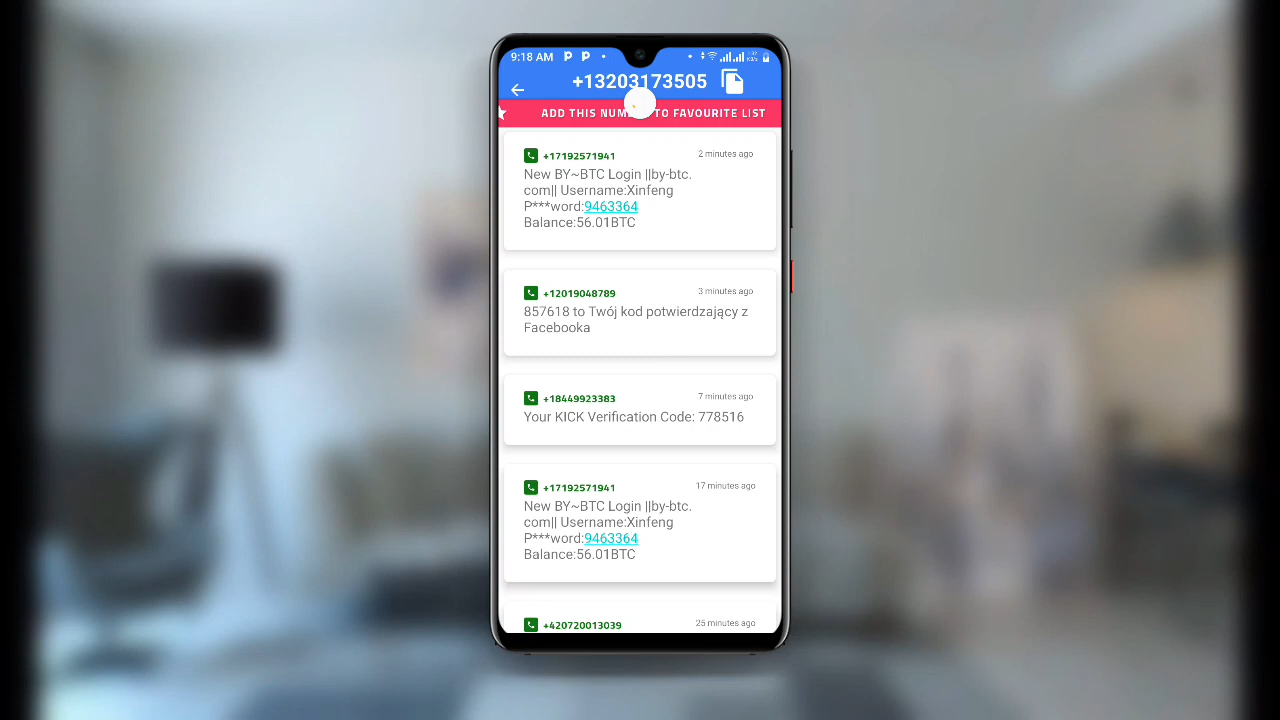 9:18 AM
+13203173505
ADD THIS NUM TO FAVOURITE LIST
+17192571941 2 minutes ago
New BY~BTC Login ||by-btc.
com|| Username:Xinfeng
P***word:9463364
Balance:56.01BTC
+12019048789 3 minutes ago
857618 to Twój kod potwierdzający z
Facebooka
+18449923383 7 minutes ago
Your KICK Verification Code: 778516
+17192571941 17 minutes ago
New BY~BTC Login ||by-btc.
com|| Username:Xinfeng
P***word:9463364
Balance:56.01BTC
+420720013039 25 minutes ago